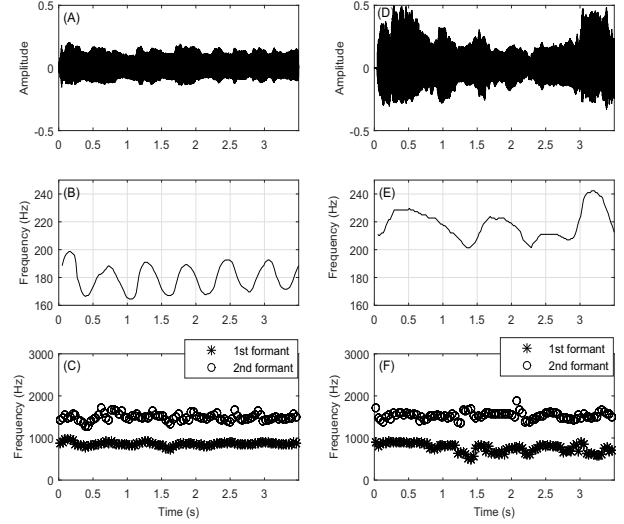 (A)
Amplitude
0.5
0
-0.5
0 0.5 1 1.5 2 2.5 3
(D)
Amplitude
0.5
0
-0.5
0 0.5 1 1.5 2 2.5 3
(B)
Frequency (Hz)
240
220
200
180
160
0 0.5 1 1.5 2 2.5 3
(E)
Frequency (Hz)
240
220
200
180
160
0 0.5 1 1.5 2 2.5 3
(C)
1st formant
2nd formant
Frequency (Hz)
3000
2000
1000
0
0 0.5 1 1.5 2 2.5 3
Time (s)
(F)
1st formant
2nd formant
Frequency (Hz)
3000
2000
1000
0
0 0.5 1 1.5 2 2.5 3
Time (s)